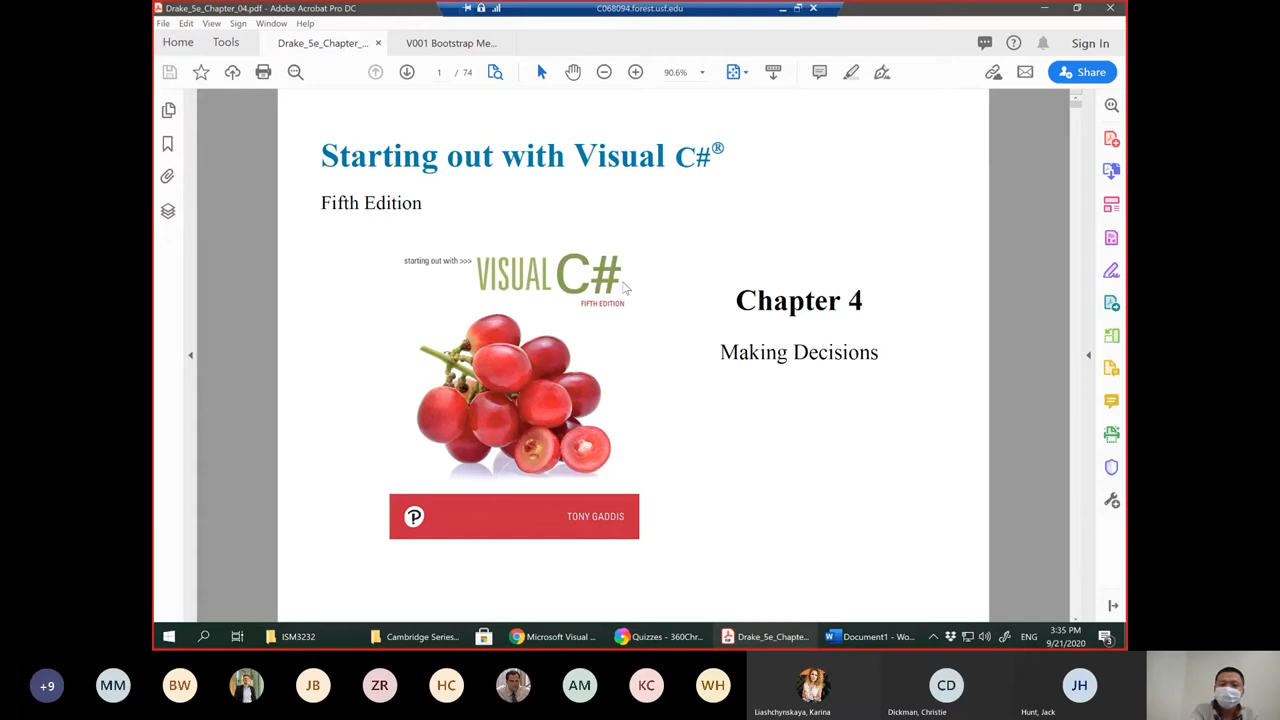 Drake_5e_Chapter_04.pdf - Adobe Acrobat Pro DC
C068094.forest.usf.edu
File Edit View Sign Window Help
Home Tools Drake_5e_Chapter_... × V001 Bootstrap Me...
Sign In
1 / 74
90.6%
Share
Starting out with Visual C#®
Fifth Edition
starting out with >>> VISUAL C#
FIFTH EDITION
Chapter 4
Making Decisions
P TONY GADDIS
ISM3232
Cambridge Series...
Microsoft Visual ...
Quizzes - 360Chr...
Drake_5e_Chapte...
Document1 - Wo...
ENG
3:35 PM
9/21/2020
3
+9 MM BW JB ZR HC AM KC WH CD JH
Liashchynskaya, Karina
Dickman, Christie
Hunt, Jack